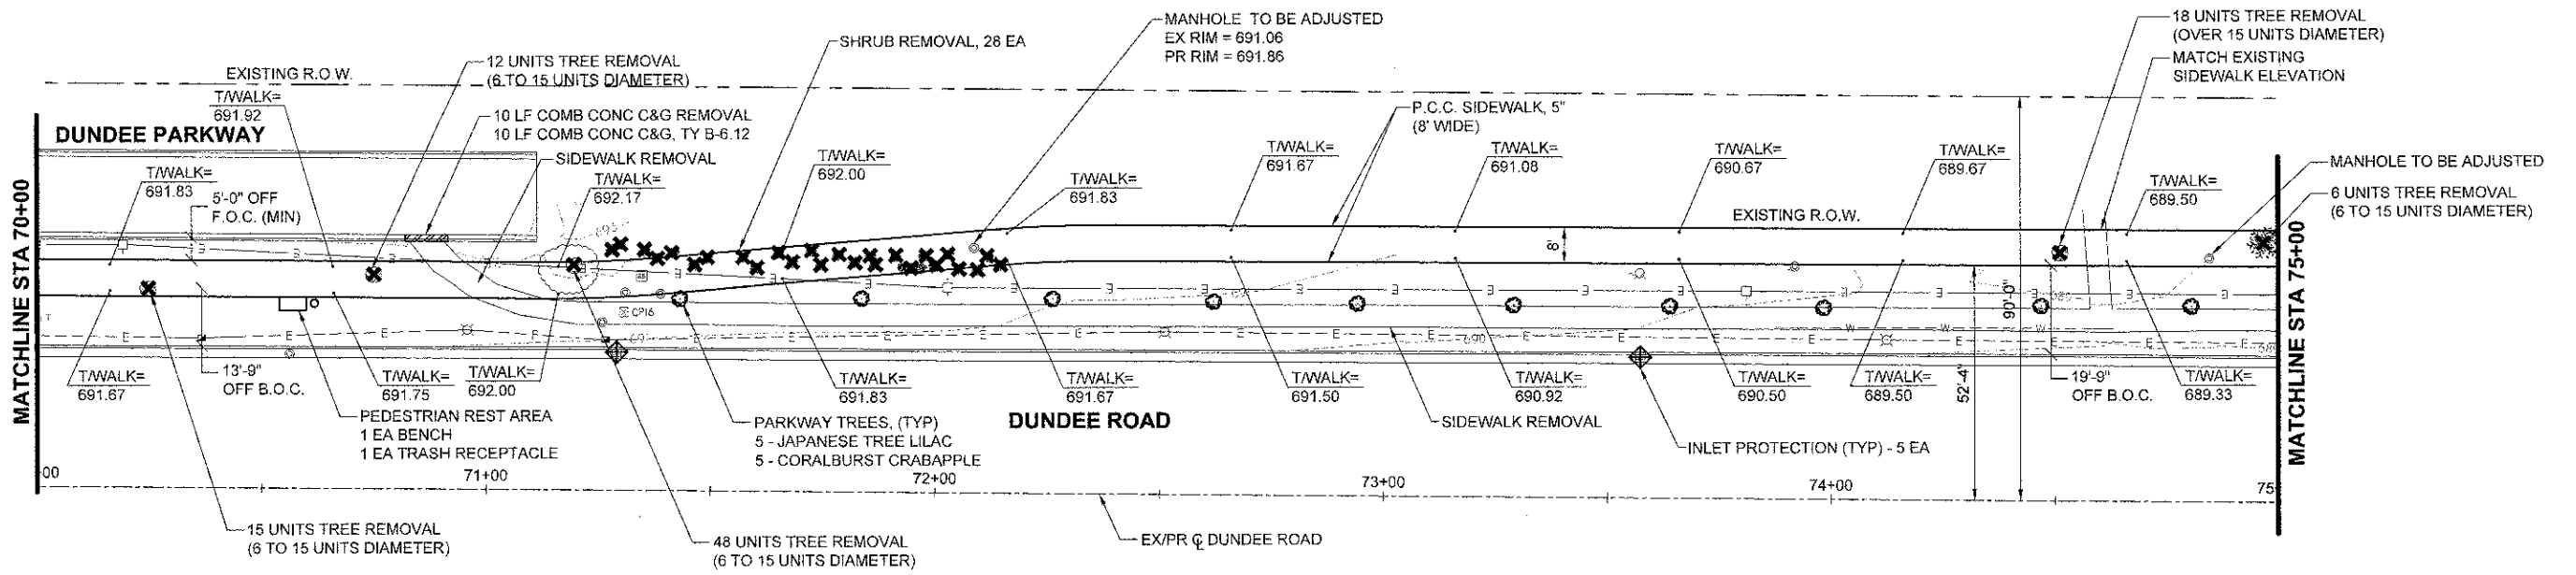 MANHOLE TO BE ADJUSTED
EX RIM = 691.06
PR RIM = 691.86
18 UNITS TREE REMOVAL
(OVER 15 UNITS DIAMETER)
MATCH EXISTING
SIDEWALK ELEVATION
SHRUB REMOVAL, 28 EA
12 UNITS TREE REMOVAL
(6 TO 15 UNITS DIAMETER)
EXISTING R.O.W.
T/WALK=
691.92
10 LF COMB CONC C&G REMOVAL
10 LF COMB CONC C&G, TY B-6.12
P.C.C. SIDEWALK, 5"
(8' WIDE)
DUNDEE PARKWAY
SIDEWALK REMOVAL
T/WALK=
691.83
5'-0" OFF
F.O.C. (MIN)
T/WALK=
692.17
T/WALK=
692.00
T/WALK=
691.83
T/WALK=
691.67
T/WALK=
691.08
T/WALK=
690.67
T/WALK=
689.67
T/WALK=
689.50
MANHOLE TO BE ADJUSTED
6 UNITS TREE REMOVAL
(6 TO 15 UNITS DIAMETER)
EXISTING R.O.W.
695
8'
90'-0"
52'-4"
CP16
690
E E E E E E E E E E E E
W W W
MATCHLINE STA 70+00
MATCHLINE STA 75+00
T/WALK=
691.67
13'-9"
OFF B.O.C.
T/WALK=
691.75
T/WALK=
692.00
T/WALK=
691.83
T/WALK=
691.67
T/WALK=
691.50
T/WALK=
690.92
T/WALK=
690.50
T/WALK=
689.50
19'-9"
OFF B.O.C.
T/WALK=
689.33
PEDESTRIAN REST AREA
1 EA BENCH
1 EA TRASH RECEPTACLE
PARKWAY TREES, (TYP)
5 - JAPANESE TREE LILAC
5 - CORALBURST CRABAPPLE
DUNDEE ROAD
SIDEWALK REMOVAL
INLET PROTECTION (TYP) - 5 EA
00
71+00
72+00
73+00
74+00
75
15 UNITS TREE REMOVAL
(6 TO 15 UNITS DIAMETER)
48 UNITS TREE REMOVAL
(6 TO 15 UNITS DIAMETER)
EX/PR ℄ DUNDEE ROAD